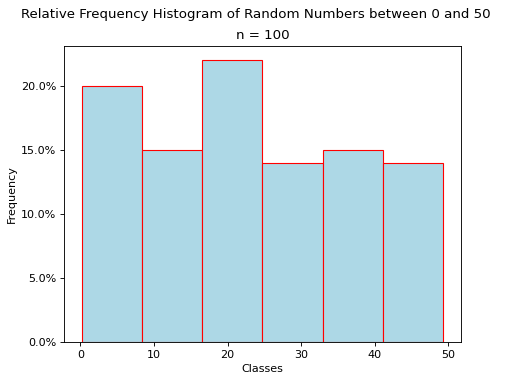 Relative Frequency Histogram of Random Numbers between 0 and 50
n = 100
20.0%
15.0%
10.0%
5.0%
0.0%
Frequency
0 10 20 30 40 50
Classes